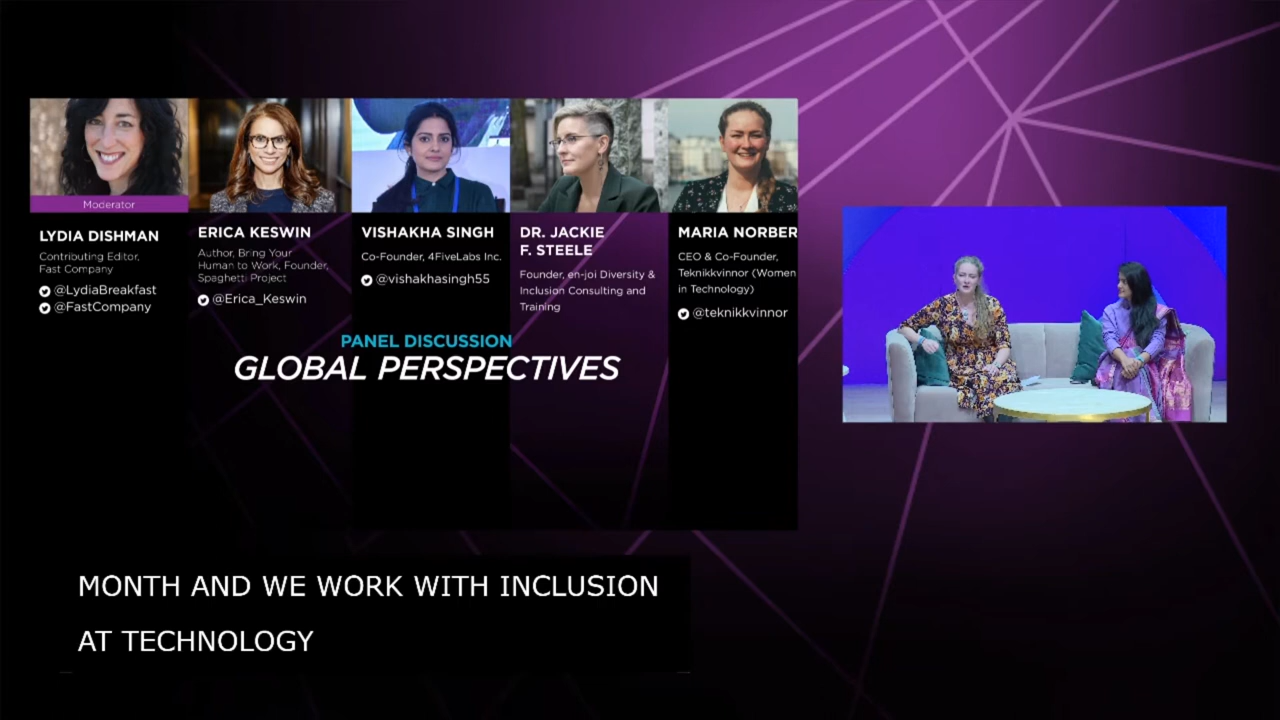 Moderator
LYDIA DISHMAN
Contributing Editor,
Fast Company
@LydiaBreakfast
@FastCompany
ERICA KESWIN
Author, Bring Your
Human to Work, Founder,
Spaghetti Project
@Erica_Keswin
VISHAKHA SINGH
Co-Founder, 4FiveLabs Inc.
@vishakhasingh55
DR. JACKIE
F. STEELE
Founder, en-joi Diversity &
Inclusion Consulting and
Training
MARIA NORBER
CEO & Co-Founder,
Teknikkvinnor (Women
in Technology)
@teknikkvinnor
PANEL DISCUSSION
GLOBAL PERSPECTIVES
MONTH AND WE WORK WITH INCLUSION
AT TECHNOLOGY